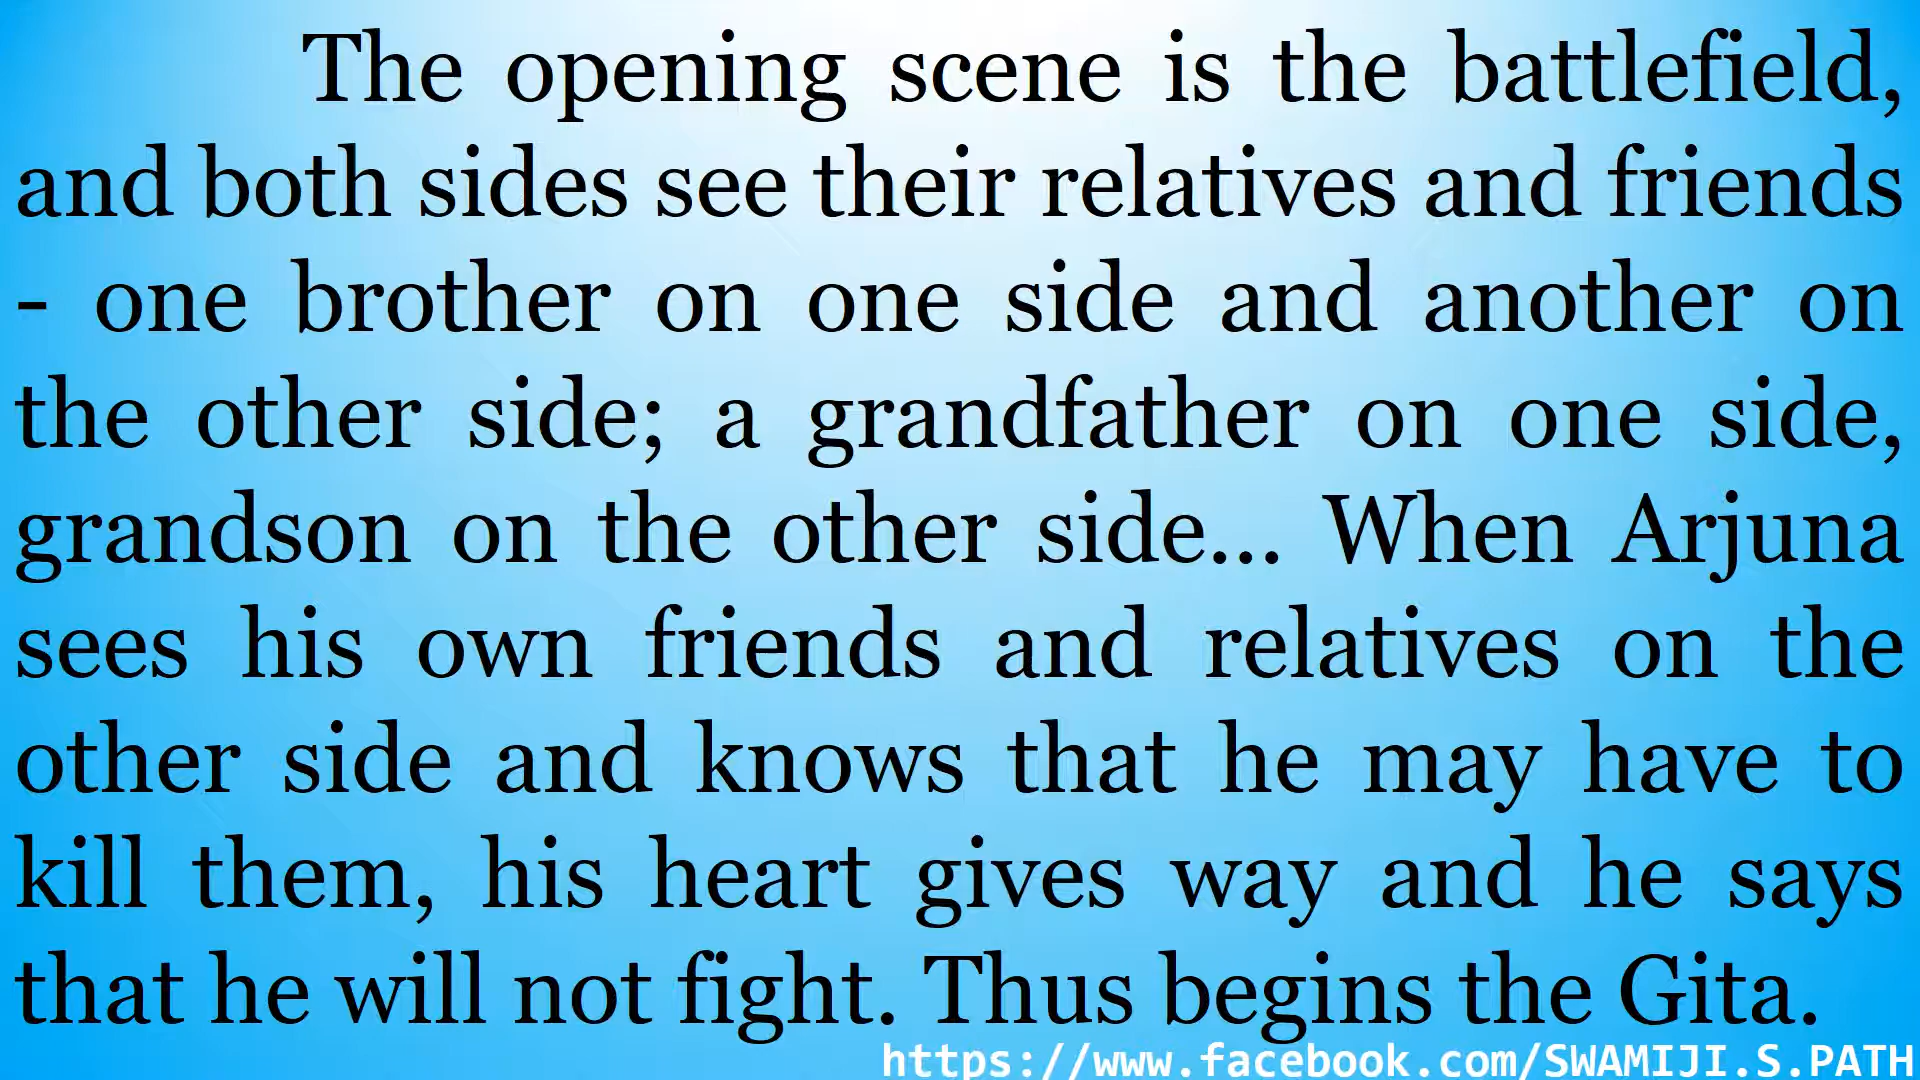 The opening scene is the battlefield,
and both sides see their relatives and friends
- one brother on one side and another on
the other side; a grandfather on one side,
grandson on the other side... When Arjuna
sees his own friends and relatives on the
other side and knows that he may have to
kill them, his heart gives way and he says
that he will not fight. Thus begins the Gita.
https://www.facebook.com/SWAMIJI.S.PATH